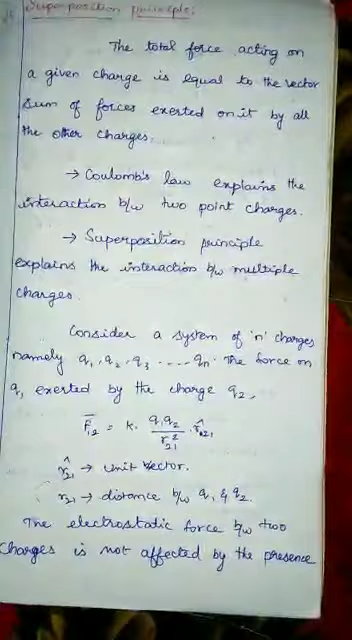 Superposition principle:
The total force acting on
a given charge is equal to the vector
sum of forces exerted on it by all
the other charges.
→ Coulomb's law explains the
interaction b/w two point charges.
→ Superposition principle
explains the interaction b/w multiple
charges.
Consider a system of 'n' charges
namely q₁, q₂, q₃ ..... qₙ. The force on
q₁ exerted by the charge q₂,
F̅₁₂ = k. q₁q₂/r₂₁² . r̂₂₁
r̂₂₁ → unit vector.
r₂₁ → distance b/w q₁ & q₂.
The electrostatic force b/w two
charges is not affected by the presence